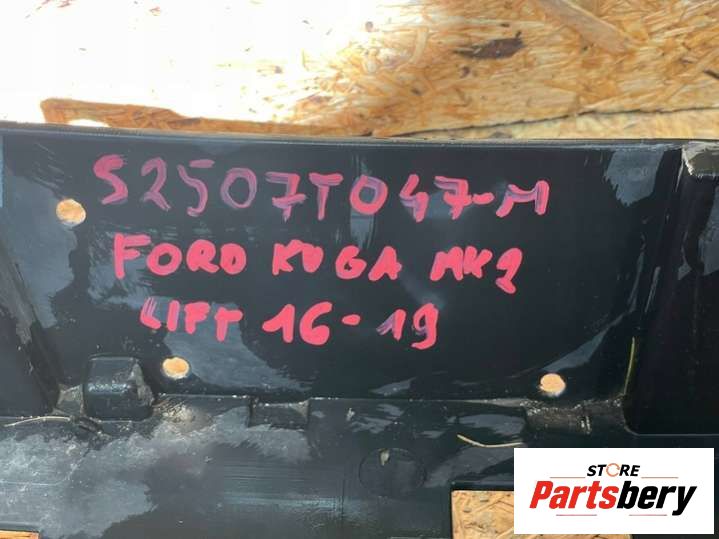 S2507T047-M
FORD KUGA MK2
LIFT 16-19
STORE
Partsbery